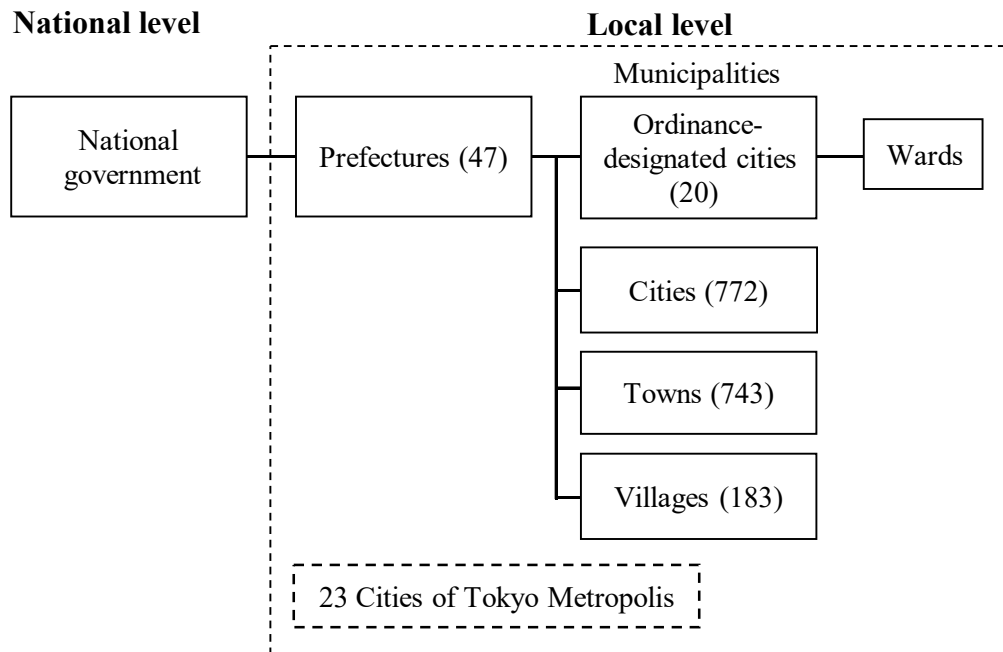 National level
Local level
Municipalities
National
government
Prefectures (47)
Ordinance-
designated cities
(20)
Wards
Cities (772)
Towns (743)
Villages (183)
23 Cities of Tokyo Metropolis